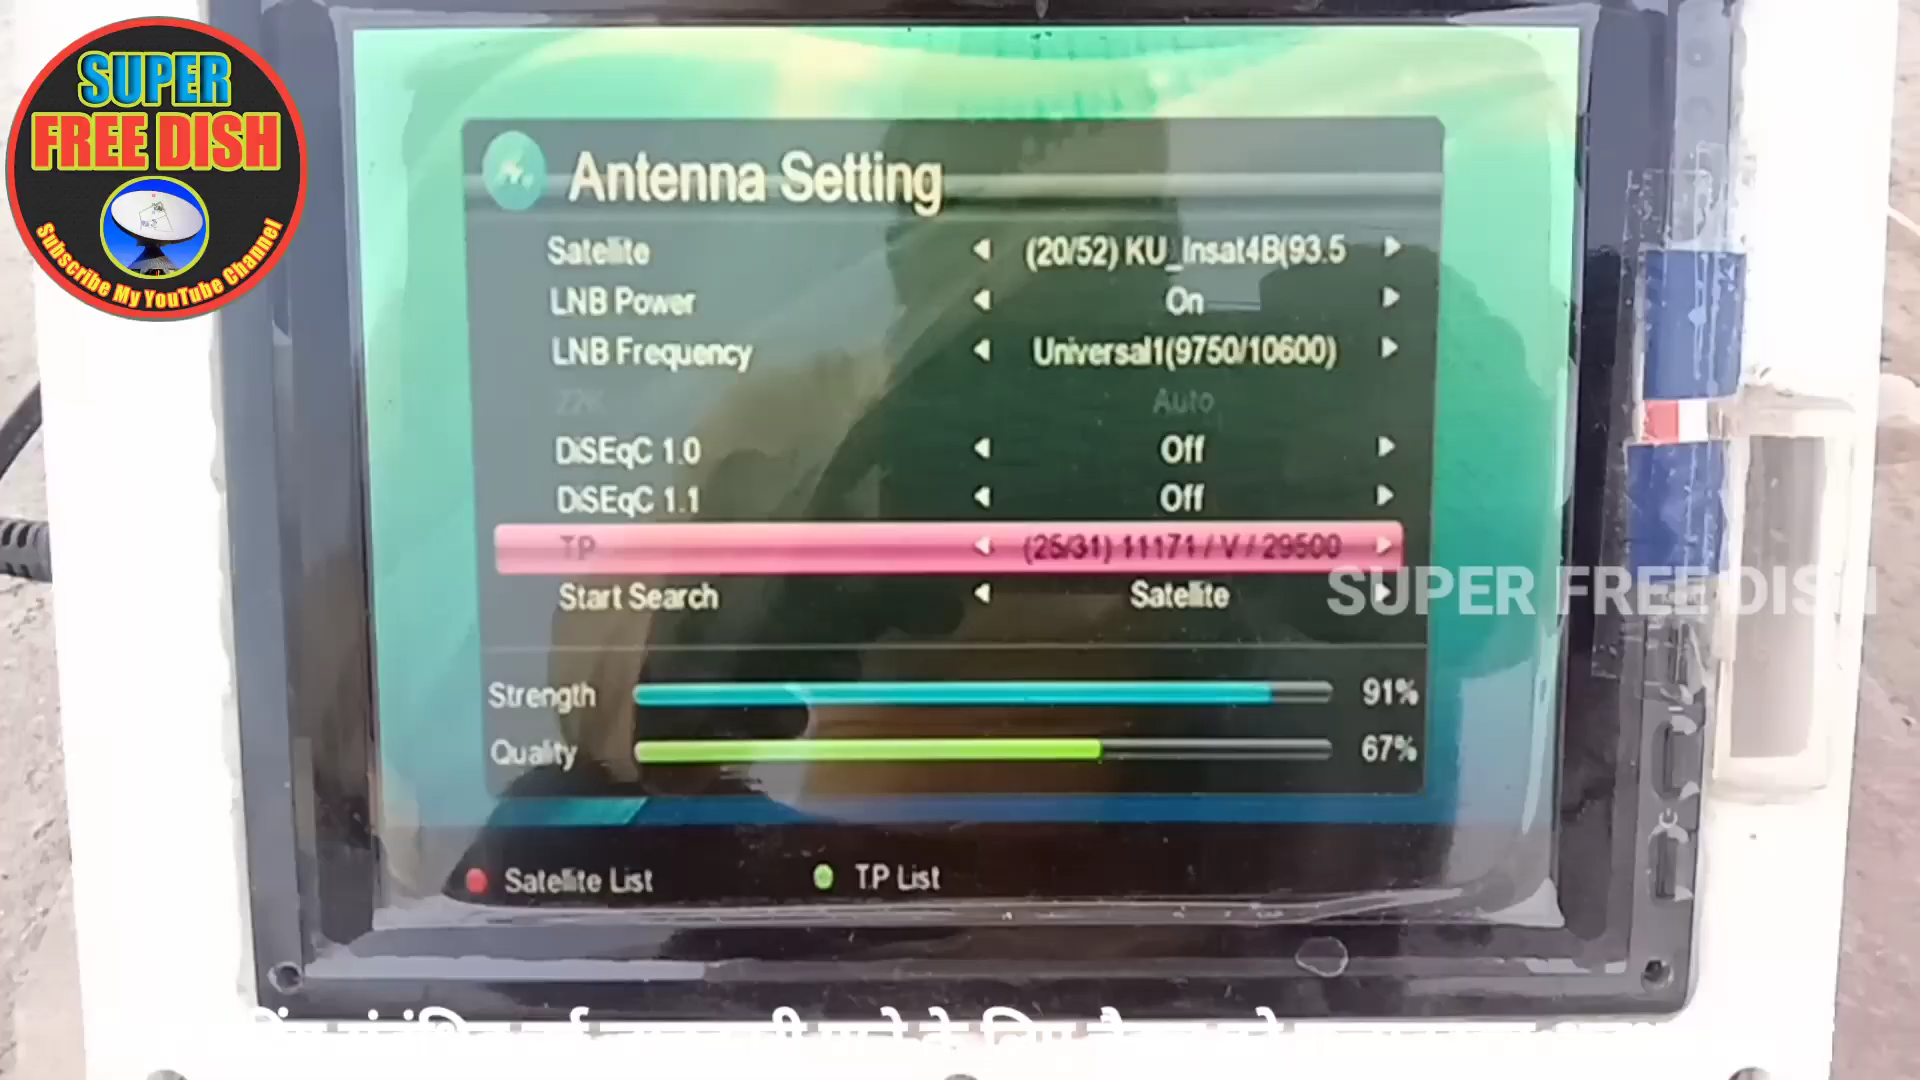 SUPER
FREE DISH
Subscribe My YouTube Channel
Antenna Setting
Satellite (20/52) KU_Insat4B(93.5
LNB Power On
LNB Frequency Universal1(9750/10600)
22K Auto
DiSEqC 1.0 Off
DiSEqC 1.1 Off
TP (25/31) 11171 / V / 29500
Start Search Satellite
SUPER FREE DISH
Strength 91%
Quality 67%
Satellite List T.P List